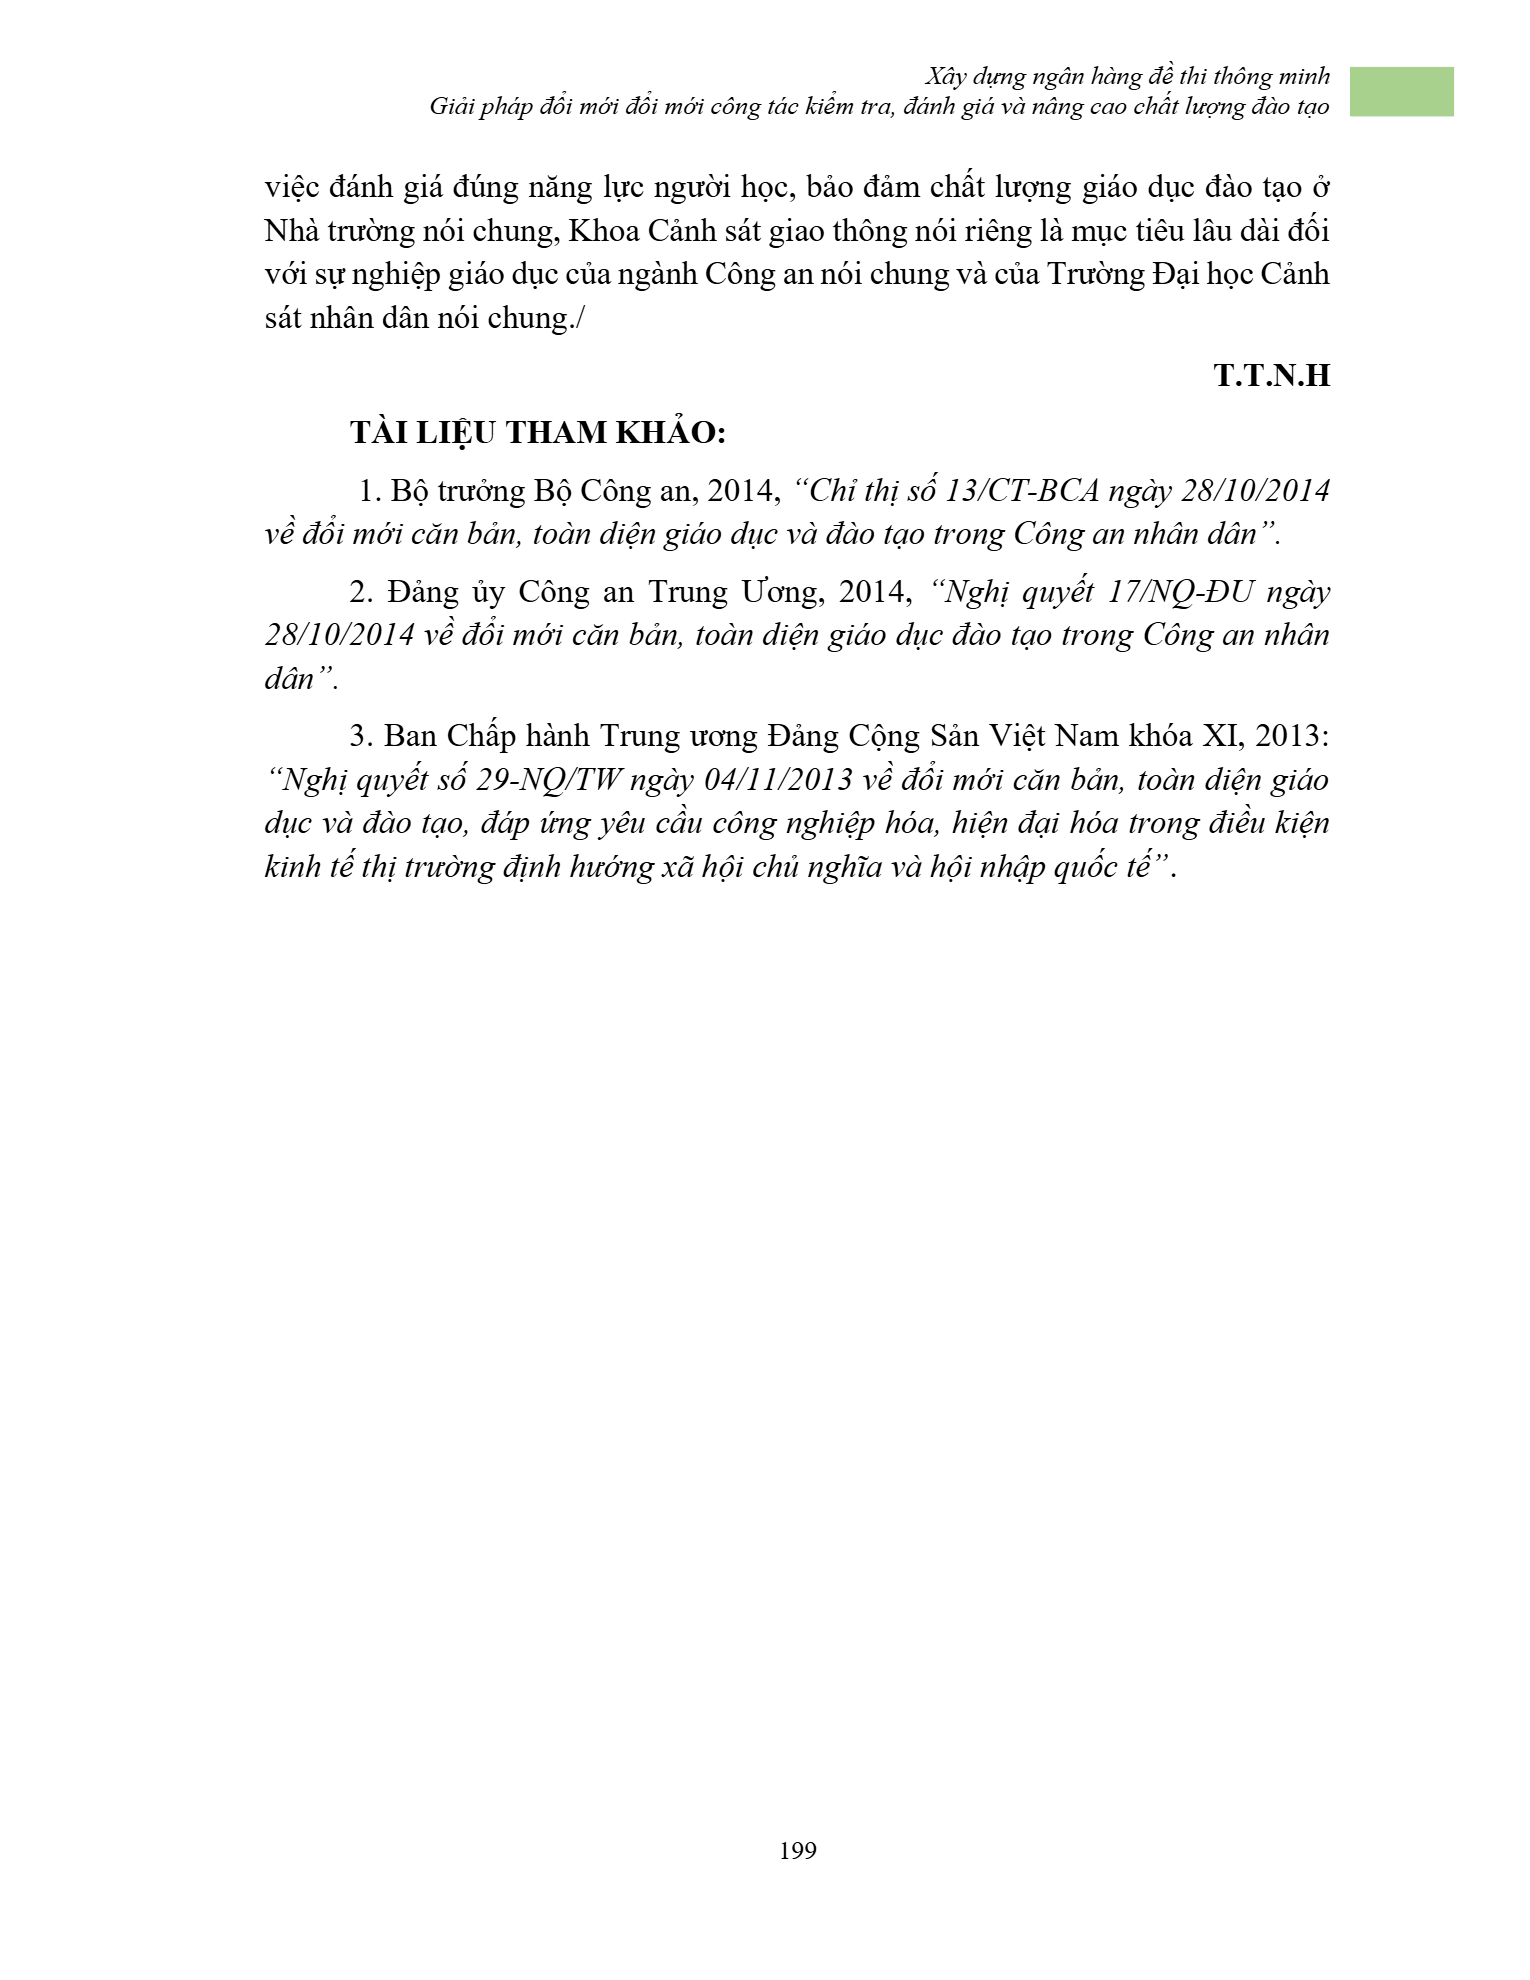 Xây dựng ngân hàng đề thi thông minh
Giải pháp đổi mới đổi mới công tác kiểm tra, đánh giá và nâng cao chất lượng đào tạo
việc đánh giá đúng năng lực người học, bảo đảm chất lượng giáo dục đào tạo ở
Nhà trường nói chung, Khoa Cảnh sát giao thông nói riêng là mục tiêu lâu dài đối
với sự nghiệp giáo dục của ngành Công an nói chung và của Trường Đại học Cảnh
sát nhân dân nói chung./
T.T.N.H
TÀI LIỆU THAM KHẢO:
1. Bộ trưởng Bộ Công an, 2014, “Chỉ thị số 13/CT-BCA ngày 28/10/2014
về đổi mới căn bản, toàn diện giáo dục và đào tạo trong Công an nhân dân”.
2. Đảng ủy Công an Trung Ương, 2014, “Nghị quyết 17/NQ-ĐU ngày
28/10/2014 về đổi mới căn bản, toàn diện giáo dục đào tạo trong Công an nhân
dân”.
3. Ban Chấp hành Trung ương Đảng Cộng Sản Việt Nam khóa XI, 2013:
“Nghị quyết số 29-NQ/TW ngày 04/11/2013 về đổi mới căn bản, toàn diện giáo
dục và đào tạo, đáp ứng yêu cầu công nghiệp hóa, hiện đại hóa trong điều kiện
kinh tế thị trường định hướng xã hội chủ nghĩa và hội nhập quốc tế”.
199